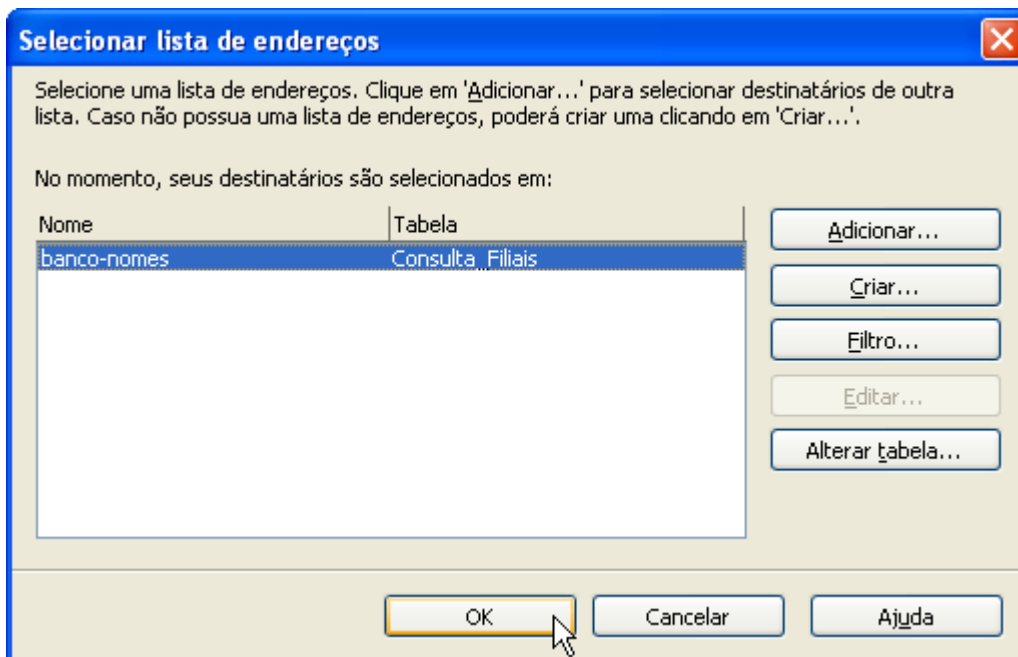 Selecionar lista de endereços
Selecione uma lista de endereços. Clique em 'Adicionar...' para selecionar destinatários de outra
lista. Caso não possua uma lista de endereços, poderá criar uma clicando em 'Criar...'.
No momento, seus destinatários são selecionados em:
Nome Tabela
banco-nomes Consulta_Filiais
Adicionar...
Criar...
Filtro...
Editar...
Alterar tabela...
OK Cancelar Ajuda